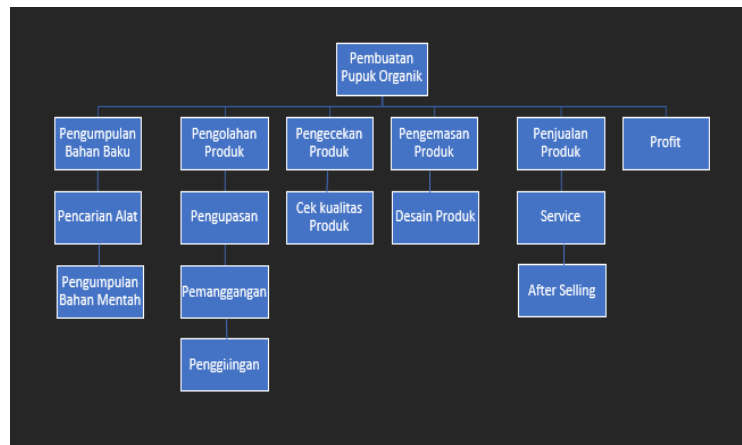 Pembuatan
Pupuk Organik
Pengumpulan
Bahan Baku
Pengolahan
Produk
Pengecekan
Produk
Pengemasan
Produk
Penjualan
Produk
Profit
Pencarian Alat
Pengupasan
Cek kualitas
Produk
Desain Produk
Service
Pengumpulan
Bahan Mentah
Pemanggangan
After Selling
Penggilingan